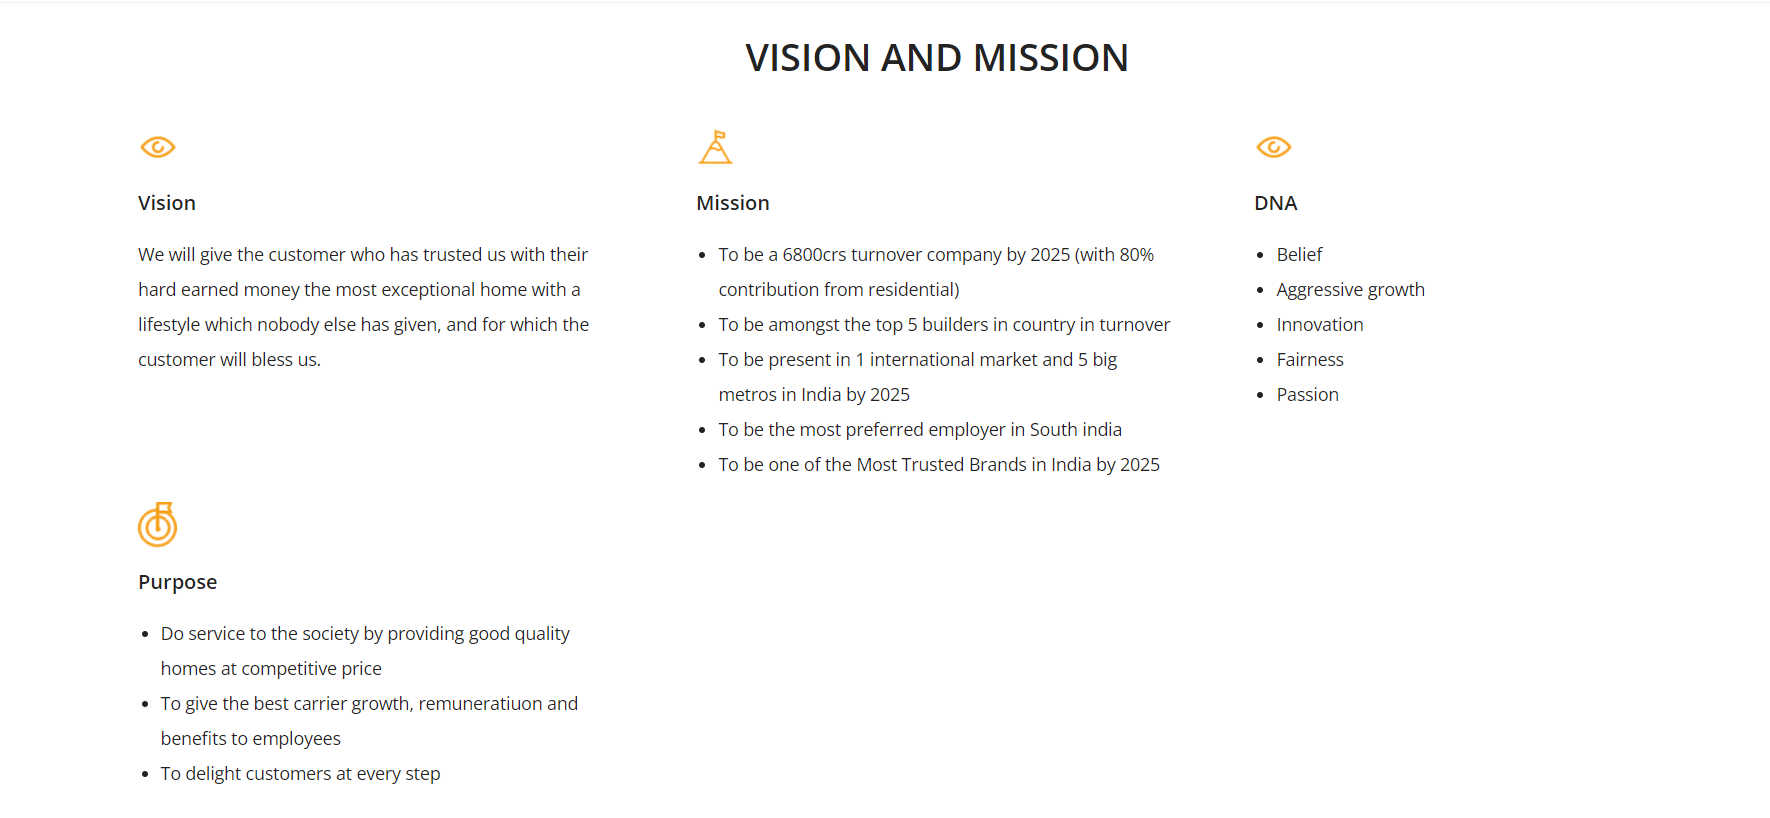 VISION AND MISSION
Vision
We will give the customer who has trusted us with their
hard earned money the most exceptional home with a
lifestyle which nobody else has given, and for which the
customer will bless us.
Mission
• To be a 6800crs turnover company by 2025 (with 80%
contribution from residential)
• To be amongst the top 5 builders in country in turnover
• To be present in 1 international market and 5 big
metros in India by 2025
• To be the most preferred employer in South india
• To be one of the Most Trusted Brands in India by 2025
DNA
• Belief
• Aggressive growth
• Innovation
• Fairness
• Passion
Purpose
• Do service to the society by providing good quality
homes at competitive price
• To give the best carrier growth, remuneratiuon and
benefits to employees
• To delight customers at every step